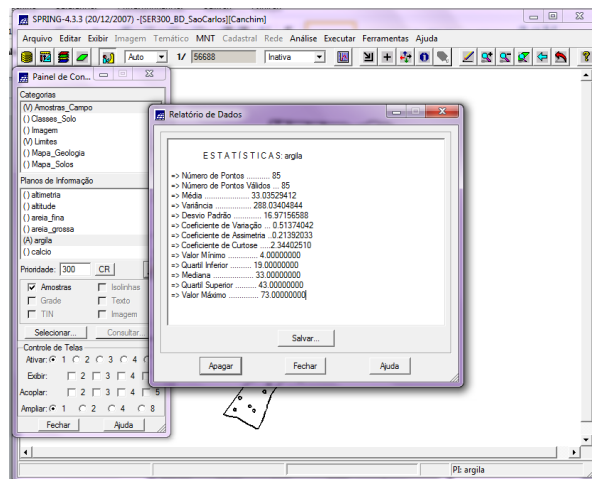 SPRING-4.3.3 (20/12/2007) -[SER300_BD_SaoCarlos][Canchim]
Arquivo Editar Exibir Imagem Temático MNT Cadastral Rede Análise Executar Ferramentas Ajuda
Auto 1/ 56688 Inativa
Painel de Con...
Categorias
(V) Amostras_Campo
( ) Classes_Solo
( ) Imagem
(V) Limites
( ) Mapa_Geologia
( ) Mapa_Solos
Planos de Informação
( ) altimetria
( ) altitude
( ) areia_fina
( ) areia_grossa
(A) argila
( ) calcio
Prioridade: 300 CR
Amostras Isolinhas
Grade Texto
TIN Imagem
Selecionar... Consultar...
Controle de Telas
Ativar: 1 2 3 4
Exibir: 2 3 4
Acoplar: 2 3 4 5
Ampliar: 1 2 4 8
Fechar Ajuda
Relatório de Dados
E S T A T Í S T I C A S: argila
=> Número de Pontos ........... 85
=> Número de Pontos Válidos ... 85
=> Média .................... 33.03529412
=> Variância ................ 288.03404844
=> Desvio Padrão ............ 16.97156588
=> Coeficiente de Variação ... 0.51374042
=> Coeficiente de Assimetria ..0.21392033
=> Coeficiente de Curtose .....2.34402510
=> Valor Mínimo ............. 4.00000000
=> Quartil Inferior ......... 19.00000000
=> Mediana .................. 33.00000000
=> Quartil Superior ......... 43.00000000
=> Valor Máximo ............. 73.00000000
Salvar...
Apagar Fechar Ajuda
PI: argila